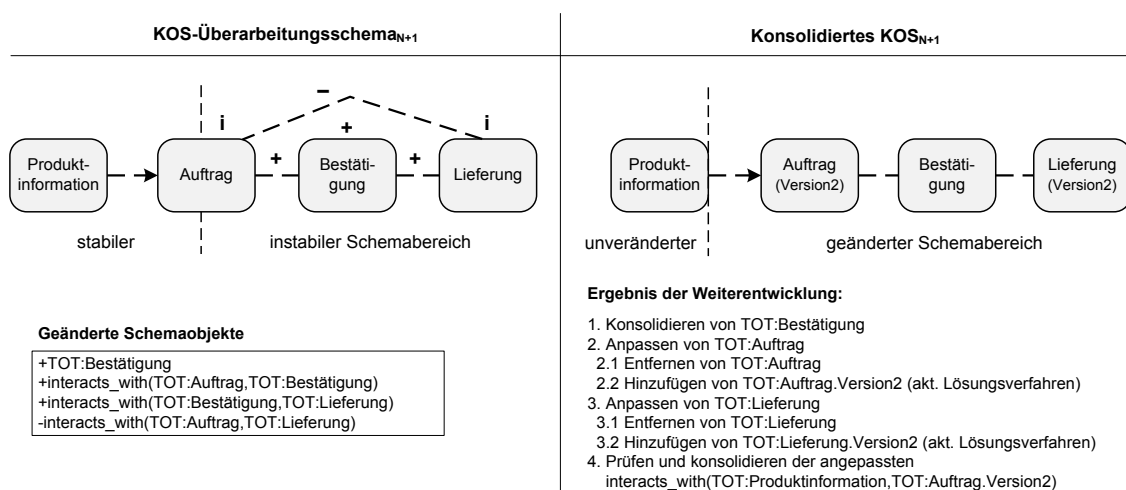 KOS-Überarbeitungsschema N+1
Konsolidiertes KOS N+1
–
i
i
+
+
+
Produkt-
information
Auftrag
Bestäti-
gung
Lieferung
stabiler
instabiler Schemabereich
Geänderte Schemaobjekte
+TOT:Bestätigung
+interacts_with(TOT:Auftrag,TOT:Bestätigung)
+interacts_with(TOT:Bestätigung,TOT:Lieferung)
-interacts_with(TOT:Auftrag,TOT:Lieferung)
Produkt-
information
Auftrag
(Version2)
Bestäti-
gung
Lieferung
(Version2)
unveränderter
geänderter Schemabereich
Ergebnis der Weiterentwicklung:
1. Konsolidieren von TOT:Bestätigung
2. Anpassen von TOT:Auftrag
2.1 Entfernen von TOT:Auftrag
2.2 Hinzufügen von TOT:Auftrag.Version2 (akt. Lösungsverfahren)
3. Anpassen von TOT:Lieferung
3.1 Entfernen von TOT:Lieferung
3.2 Hinzufügen von TOT:Lieferung.Version2 (akt. Lösungsverfahren)
4. Prüfen und konsolidieren der angepassten
interacts_with(TOT:Produktinformation,TOT:Auftrag.Version2)